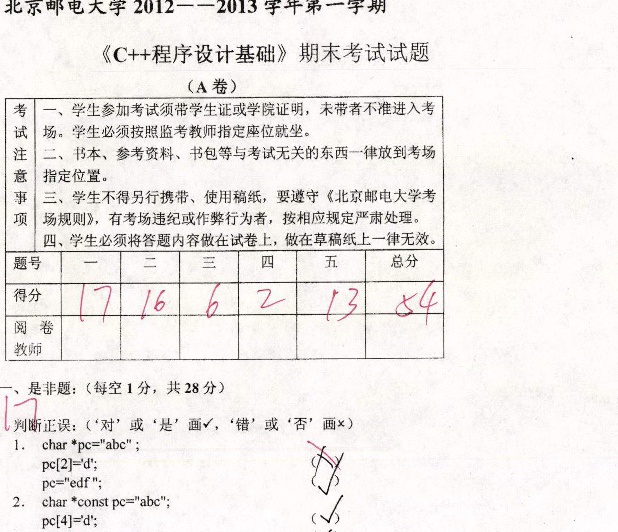 北京邮电大学 2012——2013 学年第一学期
《C++程序设计基础》期末考试试题
（A 卷）
考试注意事项
一、学生参加考试须带学生证或学院证明，未带者不准进入考
场。学生必须按照监考教师指定座位就坐。
二、书本、参考资料、书包等与考试无关的东西一律放到考场
指定位置。
三、学生不得另行携带、使用稿纸，要遵守《北京邮电大学考
场规则》，有考场违纪或作弊行为者，按相应规定严肃处理。
四、学生必须将答题内容做在试卷上，做在草稿纸上一律无效。
题号 一 二 三 四 五 总分
得分 17 16 6 2 13 54
阅 卷
教师
一、是非题：（每空 1 分，共 28 分）
17
判断正误：（‘对’或‘是’画✓，‘错’或‘否’画×）
1. char *pc="abc" ;
pc[2]='d'; ( )
pc="edf "; (✓)
2. char *const pc="abc";
pc[4]='d'; (✓)